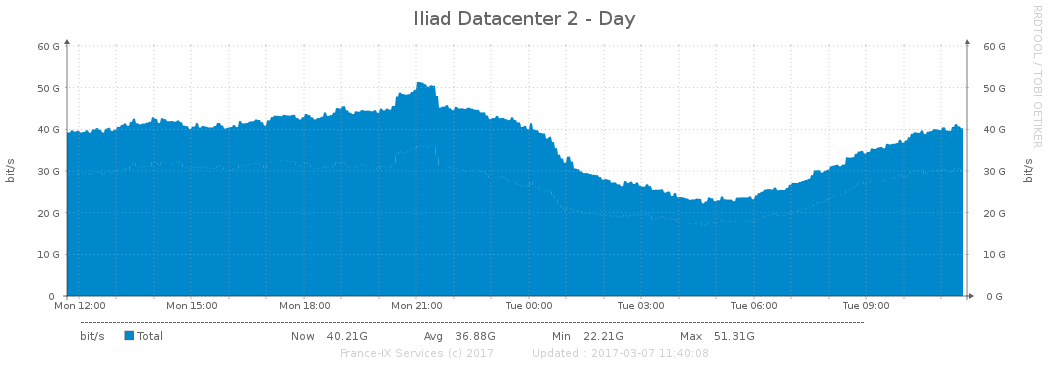 Iliad Datacenter 2 - Day
RRDTOOL / TOBI OETIKER
bit/s
60 G
50 G
40 G
30 G
20 G
10 G
0
60 G
50 G
40 G
30 G
20 G
10 G
0 G
bit/s
Mon 12:00 Mon 15:00 Mon 18:00 Mon 21:00 Tue 00:00 Tue 03:00 Tue 06:00 Tue 09:00
bit/s Total Now 40.21G Avg 36.88G Min 22.21G Max 51.31G
France-IX Services (c) 2017 Updated : 2017-03-07 11:40:08